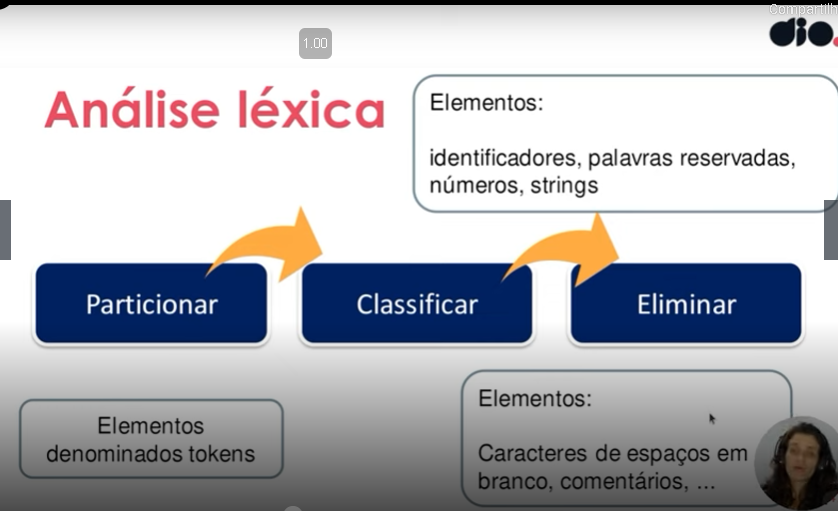 Compartilh
dio.
1.00
Análise léxica
Elementos:
identificadores, palavras reservadas,
números, strings
Particionar
Classificar
Eliminar
Elementos
denominados tokens
Elementos:
Caracteres de espaços em
branco, comentários, ...